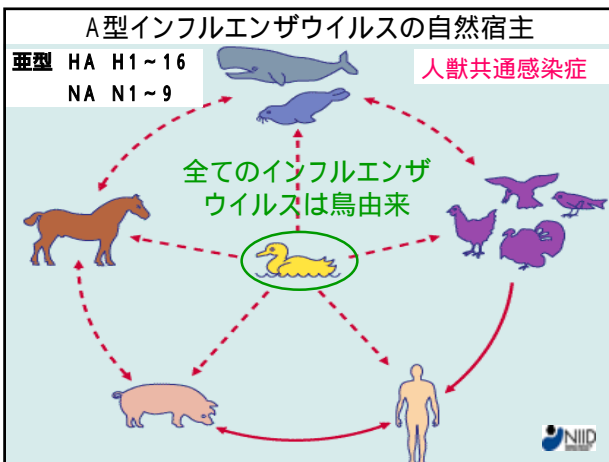 A型インフルエンザウイルスの自然宿主
亜型 HA H1~16
NA N1~9
人獣共通感染症
全てのインフルエンザ
ウイルスは鳥由来
NIID